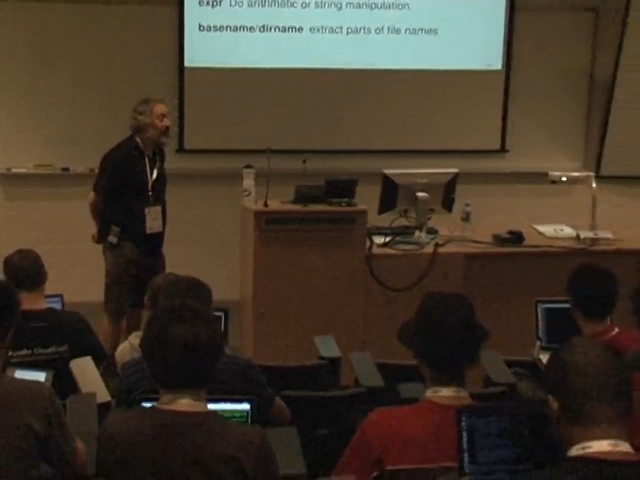 expr Do arithmetic or string manipulation.
basename/dirname extract parts of file names